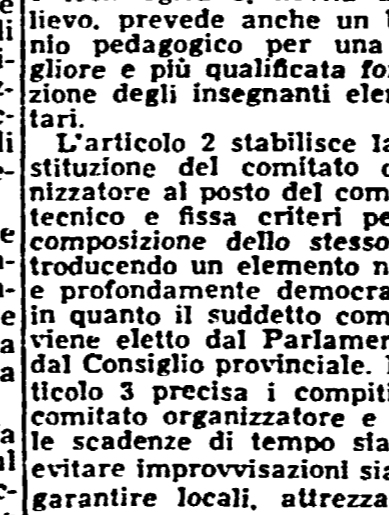 lievo, prevede anche un
nio pedagogico per una
gliore e più qualificata fo
zione degli insegnanti ele
tari.
L'articolo 2 stabilisce la
stituzione del comitato o
nizzatore al posto del com
tecnico e fissa criteri pe
composizione dello stesso
troducendo un elemento n
e profondamente democra
in quanto il suddetto com
viene eletto dal Parlamen
dal Consiglio provinciale.
ticolo 3 precisa i compiti
comitato organizzatore e
le scadenze di tempo sia
evitare improvvisazioni sia
garantire locali, attrezza